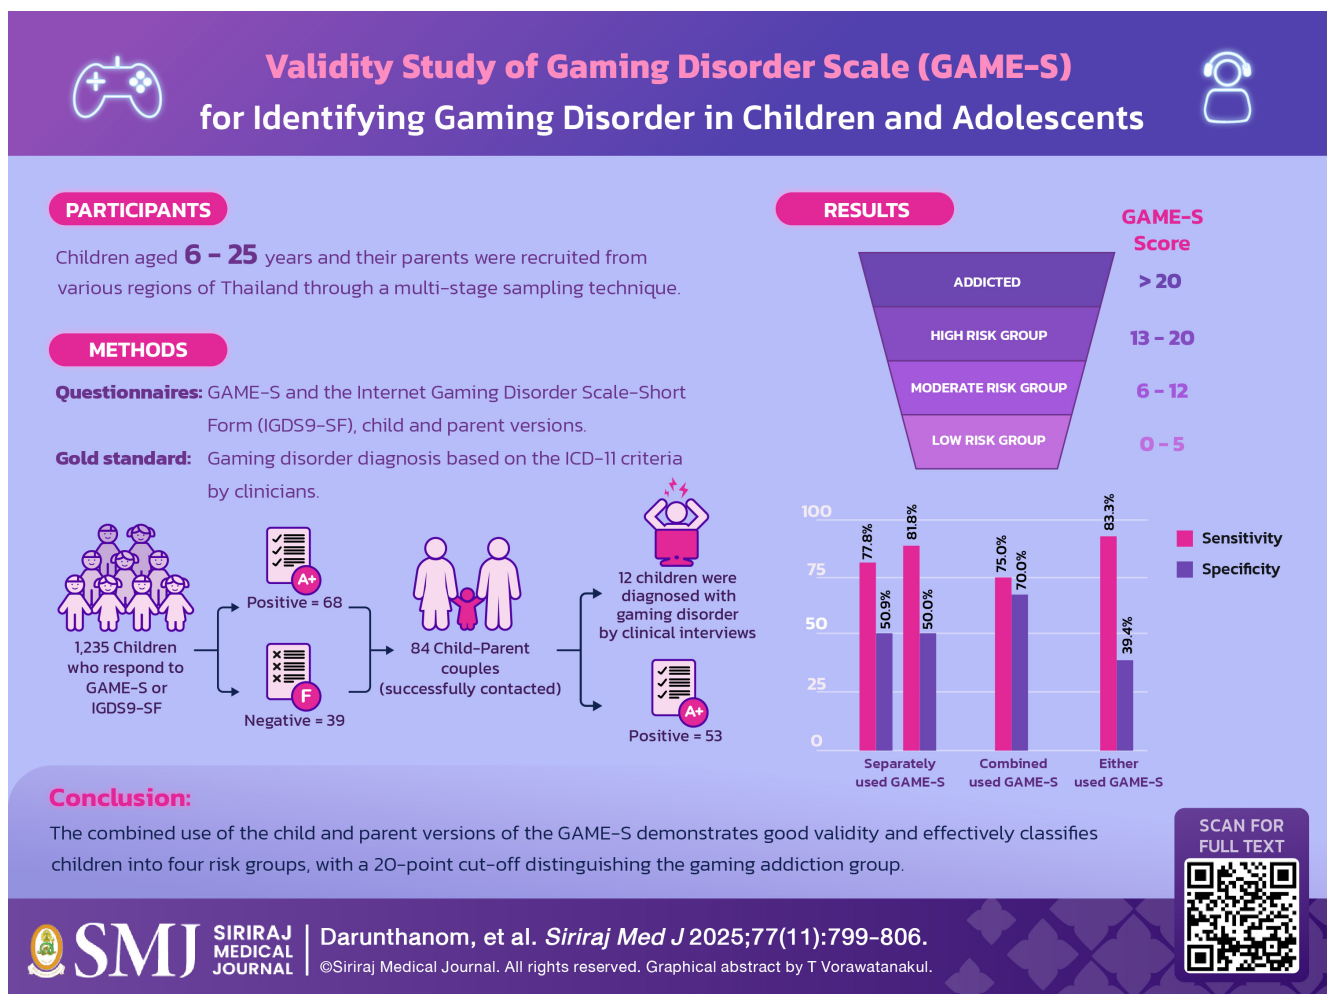 Validity Study of Gaming Disorder Scale (GAME-S)
for Identifying Gaming Disorder in Children and Adolescents
PARTICIPANTS
Children aged 6 - 25 years and their parents were recruited from
various regions of Thailand through a multi-stage sampling technique.
METHODS
Questionnaires: GAME-S and the Internet Gaming Disorder Scale-Short
Form (IGDS9-SF), child and parent versions.
Gold standard: Gaming disorder diagnosis based on the ICD-11 criteria
by clinicians.
1,235 Children
who respond to
GAME-S or
IGDS9-SF
A+
Positive = 68
F
Negative = 39
84 Child-Parent
couples
(successfully contacted)
12 children were
diagnosed with
gaming disorder
by clinical interviews
A+
Positive = 53
RESULTS
GAME-S
Score
ADDICTED
> 20
HIGH RISK GROUP
13 - 20
MODERATE RISK GROUP
6 - 12
LOW RISK GROUP
0 - 5
100
75
50
25
0
77.8%
50.9%
81.8%
50.0%
75.0%
70.0%
83.3%
39.4%
Sensitivity
Specificity
Separately
used GAME-S
Combined
used GAME-S
Either
used GAME-S
Conclusion:
The combined use of the child and parent versions of the GAME-S demonstrates good validity and effectively classifies
children into four risk groups, with a 20-point cut-off distinguishing the gaming addiction group.
SCAN FOR
FULL TEXT
SMJ
SIRIRAJ
MEDICAL
JOURNAL
Darunthanom, et al. Siriraj Med J 2025;77(11):799-806.
©Siriraj Medical Journal. All rights reserved. Graphical abstract by T Vorawatanakul.